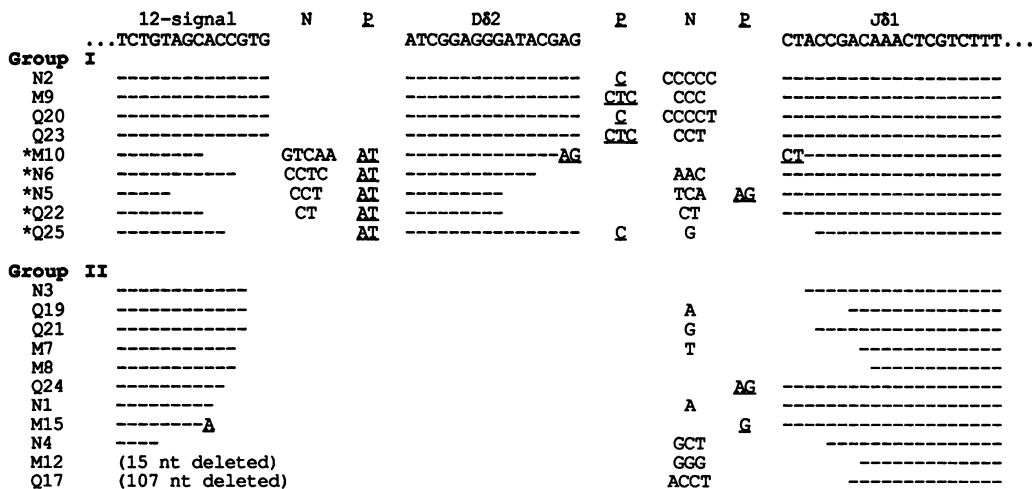 12-signal N P Dδ2 P N P Jδ1
...TCTGTAGCACCGTG ATCGGAGGGATACGAG CTACCGACAAACTCGTCTTT...
Group I
N2 -------------- ---------------- C CCCCC --------------------
M9 -------------- ---------------- CTC CCC --------------------
Q20 -------------- ---------------- C CCCCT --------------------
Q23 -------------- ---------------- CTC CCT --------------------
*M10 -------- GTCAA AT --------------AG CT------------------
*N6 ----------- CCTC AT ------------ AAC --------------------
*N5 ----- CCT AT --------- TCA AG --------------------
*Q22 -------- CT AT --------- CT --------------------
*Q25 ---------- AT ---------------- C G -----------------
Group II
N3 ------------ ------------------
Q19 ------------ A --------------
Q21 ------------ G -----------------
M7 ----------- T -------------
M8 ----------- ------------
Q24 ---------- AG --------------------
N1 --------- A --------------------
M15 --------A G --------------------
N4 ---- GCT ----------------
M12 (15 nt deleted) GGG -------------
Q17 (107 nt deleted) ACCT --------------